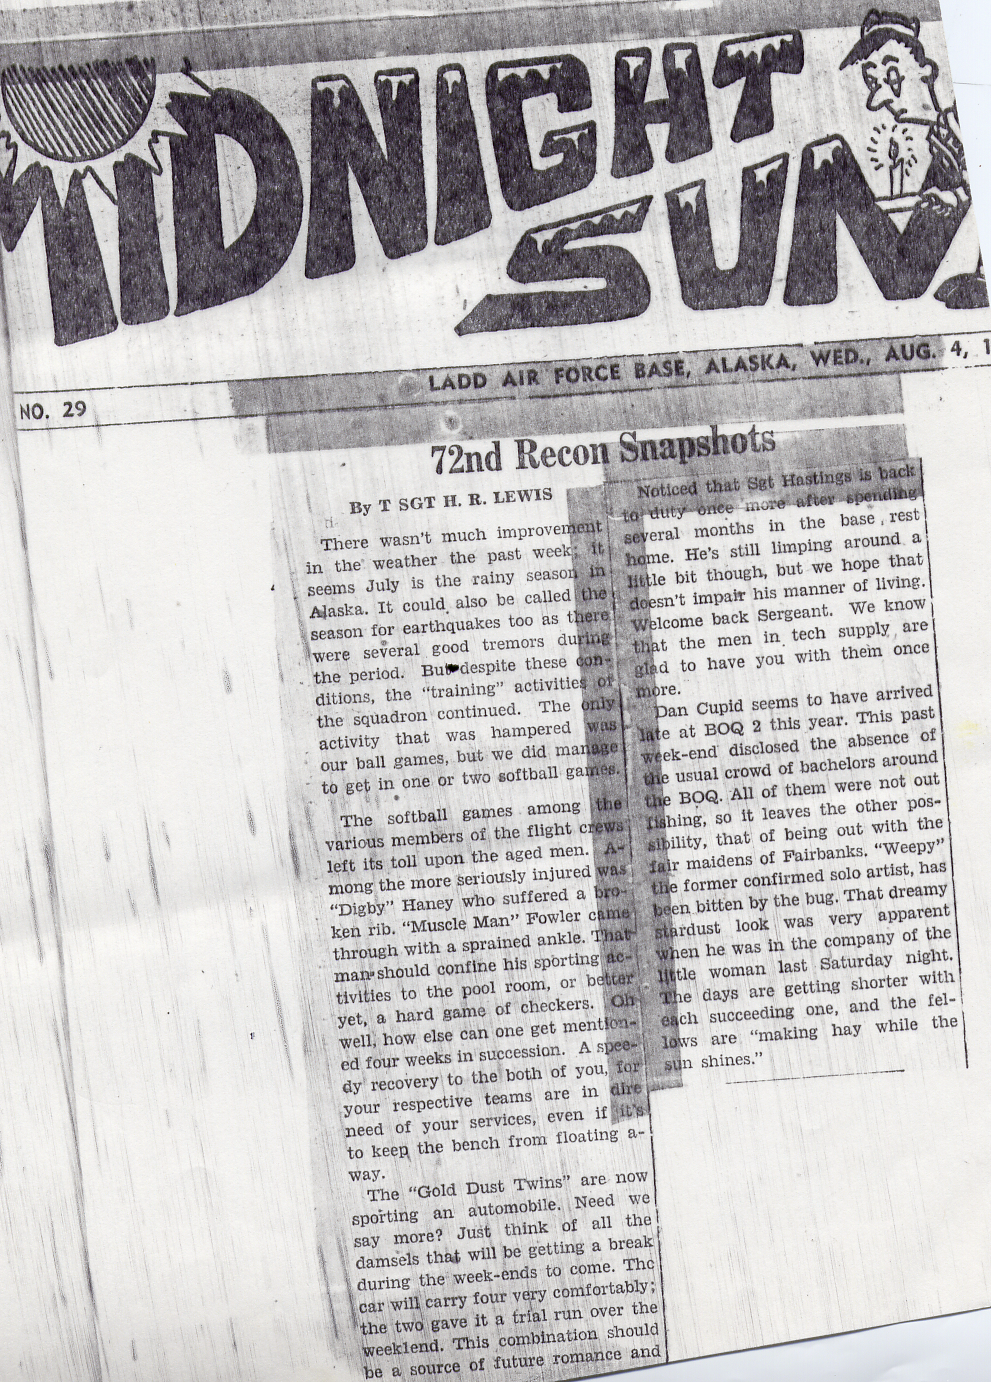 MIDNIGHT
SUN
NO. 29
LADD AIR FORCE BASE, ALASKA, WED., AUG. 4, 1
72nd Recon Snapshots
By T SGT H. R. LEWIS
There wasn't much improvement
in the weather the past week; it
seems July is the rainy season in
Alaska. It could also be called the
season for earthquakes too as there
were several good tremors during
the period. But despite these con-
ditions, the "training" activities of
the squadron continued. The only
activity that was hampered was
our ball games, but we did manage
to get in one or two softball games.
The softball games among the
various members of the flight crews
left its toll upon the aged men. A-
mong the more seriously injured was
"Digby" Haney who suffered a bro-
ken rib. "Muscle Man" Fowler came
through with a sprained ankle. That
man should confine his sporting ac-
tivities to the pool room, or better
yet, a hard game of checkers. Oh
well, how else can one get mention-
ed four weeks in succession. A spee-
dy recovery to the both of you, for
your respective teams are in dire
need of your services, even if it's
to keep the bench from floating a-
way.
The "Gold Dust Twins" are now
sporting an automobile. Need we
say more? Just think of all the
damsels that will be getting a break
during the week-ends to come. The
car will carry four very comfortably;
the two gave it a trial run over the
weeklend. This combination should
be a source of future romance and
Noticed that Sgt Hastings is back
to duty once more after spending
several months in the base rest
home. He's still limping around a
little bit though, but we hope that
doesn't impair his manner of living.
Welcome back Sergeant. We know
that the men in tech supply are
glad to have you with them once
more.
Dan Cupid seems to have arrived
late at BOQ 2 this year. This past
week-end disclosed the absence of
the usual crowd of bachelors around
the BOQ. All of them were not out
fishing, so it leaves the other pos-
sibility, that of being out with the
fair maidens of Fairbanks. "Weepy"
the former confirmed solo artist, has
been bitten by the bug. That dreamy
stardust look was very apparent
when he was in the company of the
little woman last Saturday night.
The days are getting shorter with
each succeeding one, and the fel-
lows are "making hay while the
sun shines."